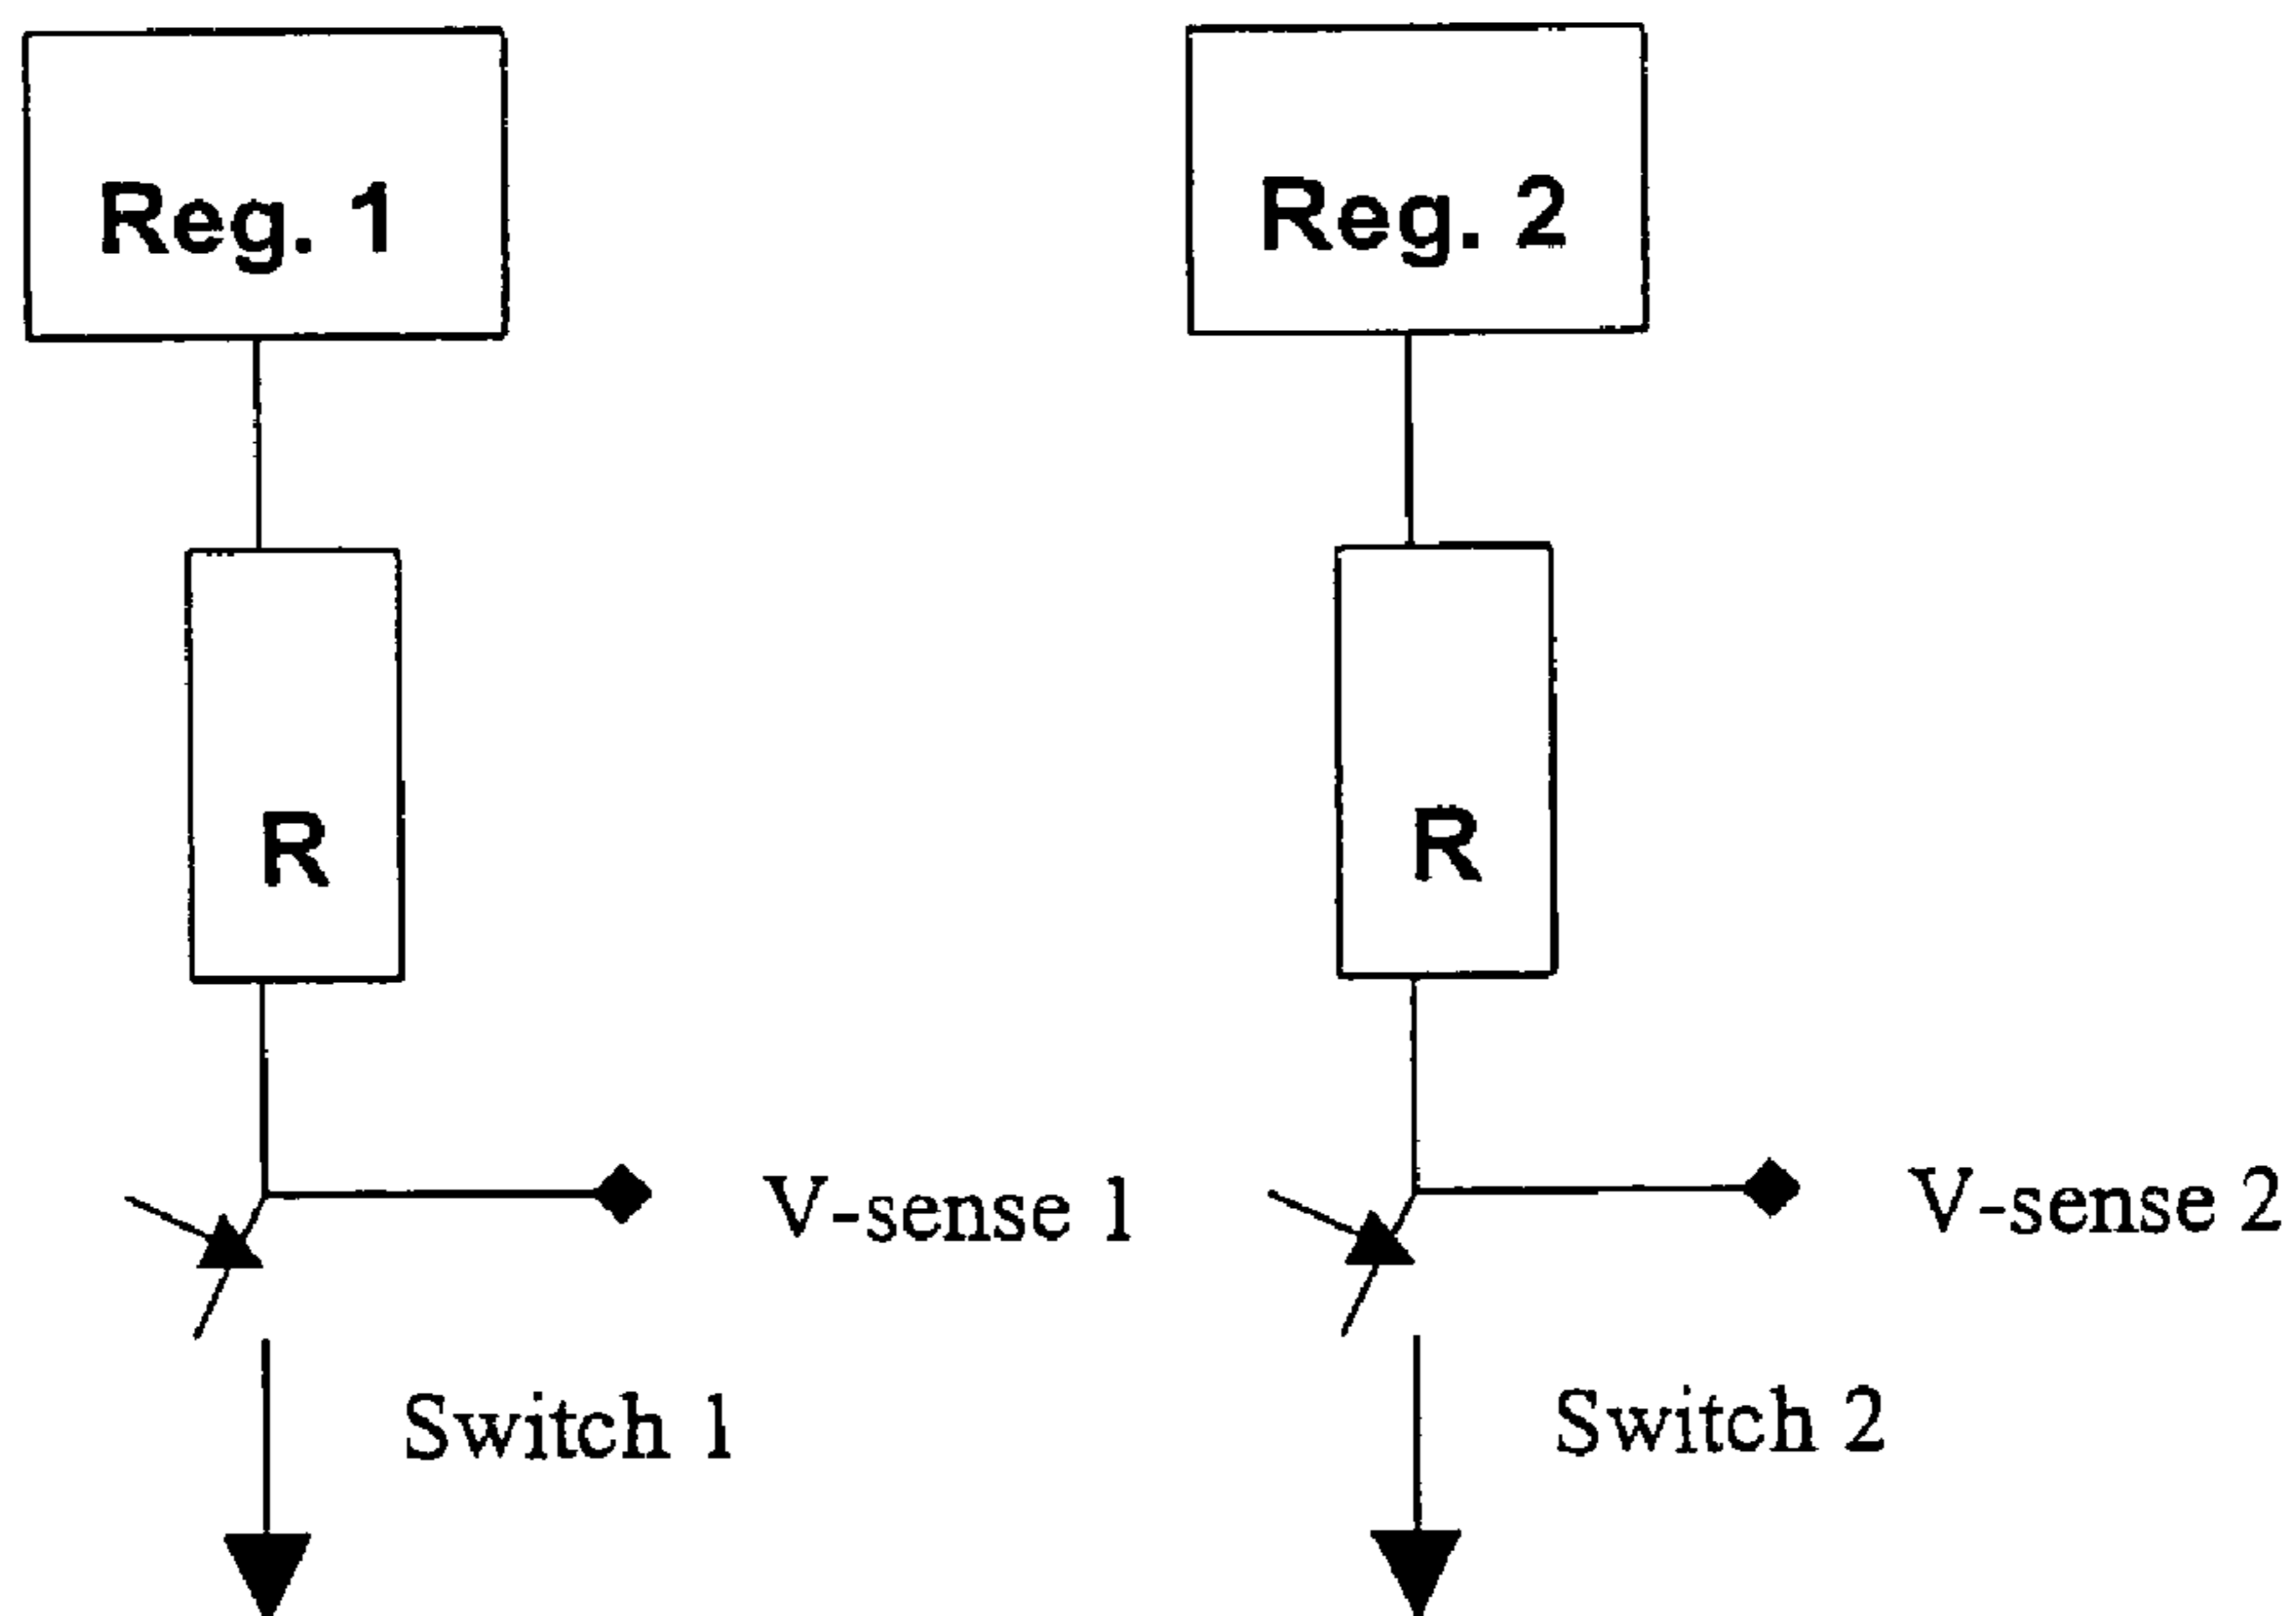 Reg. 1
Reg. 2
R
R
V-sense 1
V-sense 2
Switch 1
Switch 2